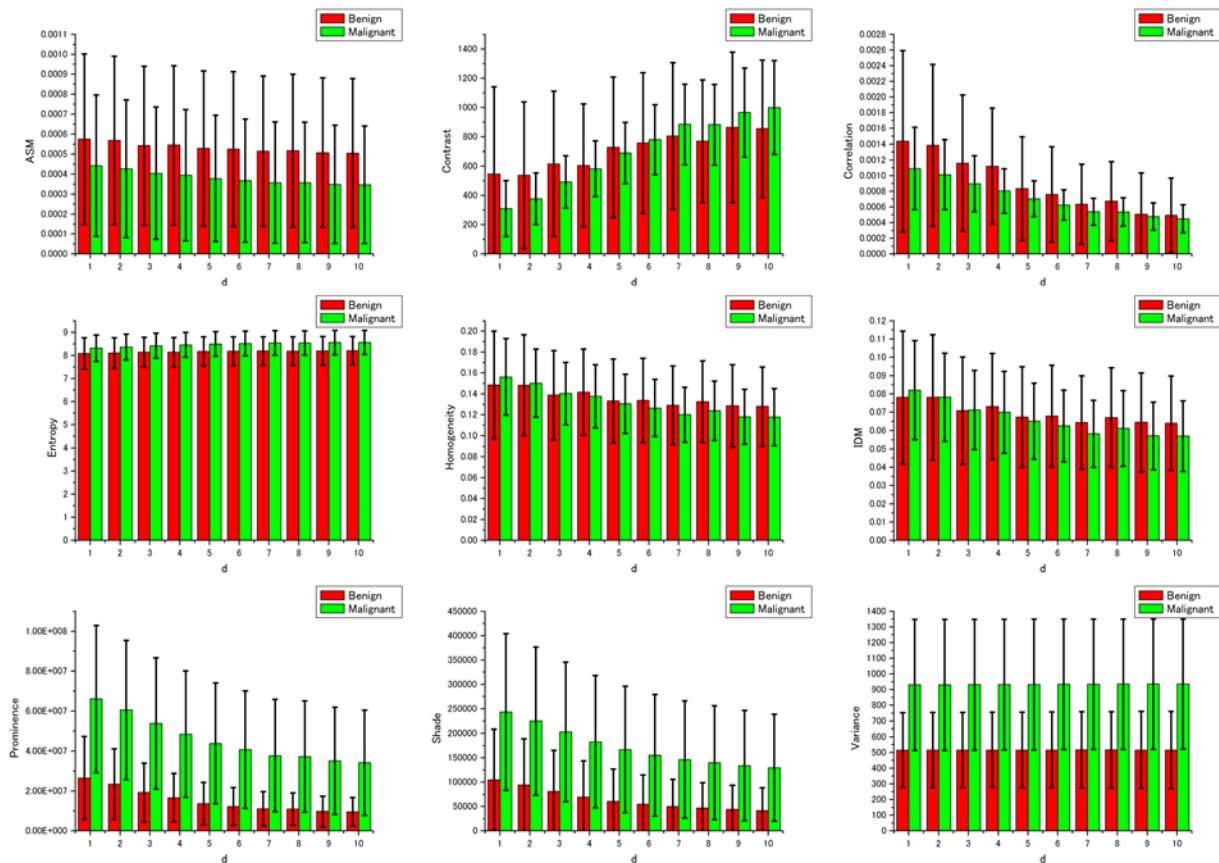 Benign
Malignant
ASM
0.0011
0.0010
0.0009
0.0008
0.0007
0.0006
0.0005
0.0004
0.0003
0.0002
0.0001
0.0000
1 2 3 4 5 6 7 8 9 10
d
Benign
Malignant
Contrast
1400
1200
1000
800
600
400
200
0
1 2 3 4 5 6 7 8 9 10
d
Benign
Malignant
Correlation
0.0028
0.0026
0.0024
0.0022
0.0020
0.0018
0.0016
0.0014
0.0012
0.0010
0.0008
0.0006
0.0004
0.0002
0.0000
1 2 3 4 5 6 7 8 9 10
d
Benign
Malignant
Entropy
9
8
7
6
5
4
3
2
1
0
1 2 3 4 5 6 7 8 9 10
d
Benign
Malignant
Homogeneity
0.20
0.18
0.16
0.14
0.12
0.10
0.08
0.06
0.04
0.02
0.00
1 2 3 4 5 6 7 8 9 10
d
Benign
Malignant
IDM
0.12
0.11
0.10
0.09
0.08
0.07
0.06
0.05
0.04
0.03
0.02
0.01
0.00
1 2 3 4 5 6 7 8 9 10
d
Benign
Malignant
Prominence
1.00E+008
8.00E+007
6.00E+007
4.00E+007
2.00E+007
0.00E+000
1 2 3 4 5 6 7 8 9 10
d
Benign
Malignant
Shade
450000
400000
350000
300000
250000
200000
150000
100000
50000
0
1 2 3 4 5 6 7 8 9 10
d
Benign
Malignant
Variance
1400
1300
1200
1100
1000
900
800
700
600
500
400
300
200
100
0
1 2 3 4 5 6 7 8 9 10
d